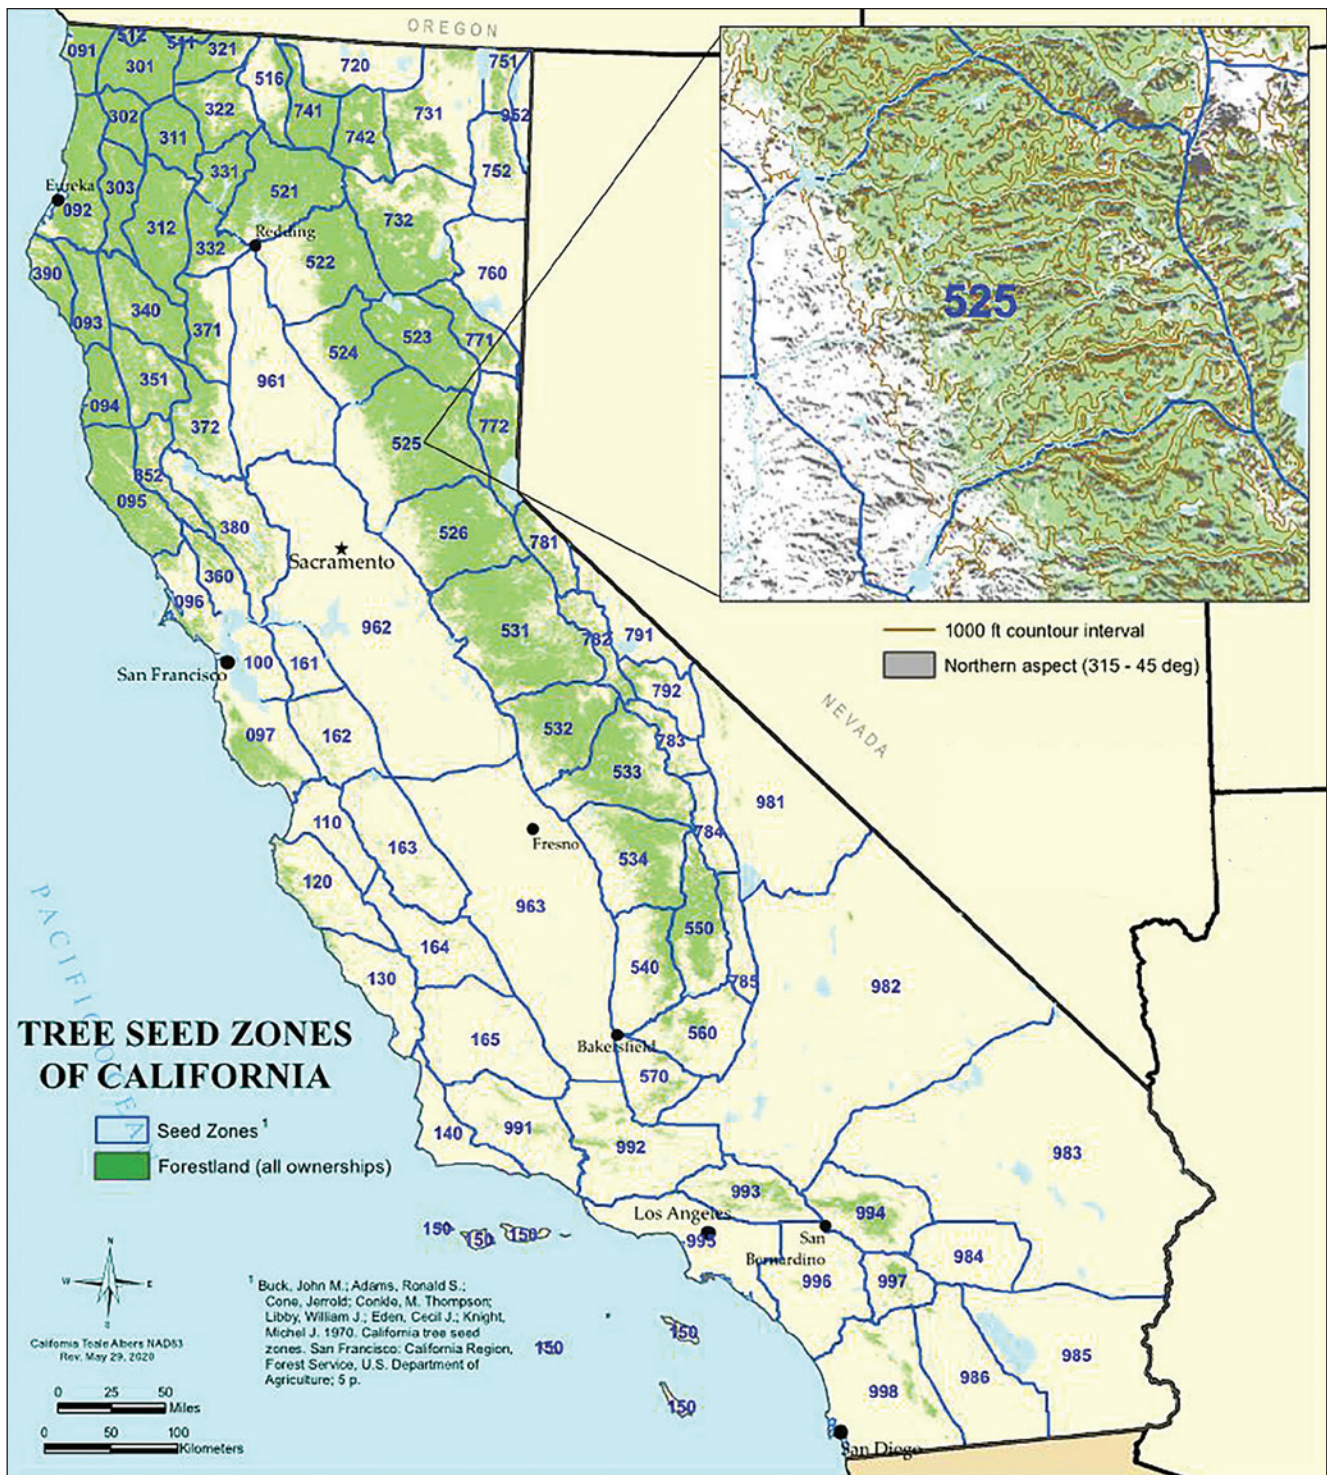 OREGON
091
512
511
321
301
516
720
751
302
322
741
731
952
311
742
331
752
Eureka
303
521
092
312
732
Redding
332
522
390
760
340
093
371
523
771
524
351
961
094
372
772
525
352
095
380
526
781
Sacramento
360
096
962
531
782
791
San Francisco
100
161
792
097
162
532
783
533
981
110
784
Fresno
163
534
120
963
550
164
540
130
785
982
560
165
Bakersfield
570
140
991
992
983
993
994
Los Angeles
995
San
Bernardino
984
996
997
150
150
150
150
150
150
985
986
998
San Diego
525
1000 ft countour interval
Northern aspect (315 - 45 deg)
NEVADA
PACIFIC OCEAN
TREE SEED ZONES
OF CALIFORNIA
Seed Zones 1
Forestland (all ownerships)
N
W E
S
California Teale Albers NAD83
Rev. May 29, 2020
0 25 50
Miles
0 50 100
Kilometers
1 Buck, John M.; Adams, Ronald S.;
Cone, Jerrold; Conkle, M. Thompson;
Libby, William J.; Eden, Cecil J.; Knight,
Michel J. 1970. California tree seed
zones. San Francisco: California Region,
Forest Service, U.S. Department of
Agriculture; 5 p.